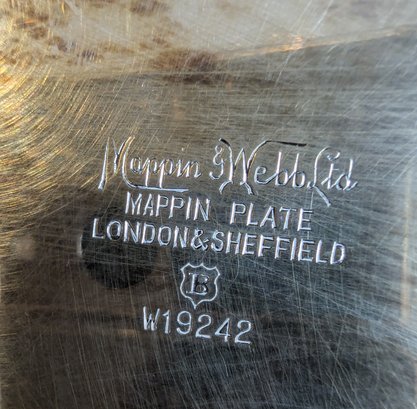 Mappin & Webb Ltd
MAPPIN PLATE
LONDON&SHEFFIELD
B
W19242